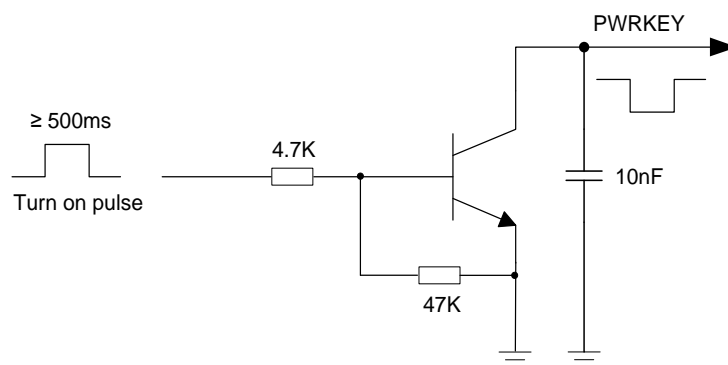 PWRKEY
≥ 500ms
4.7K
10nF
Turn on pulse
47K